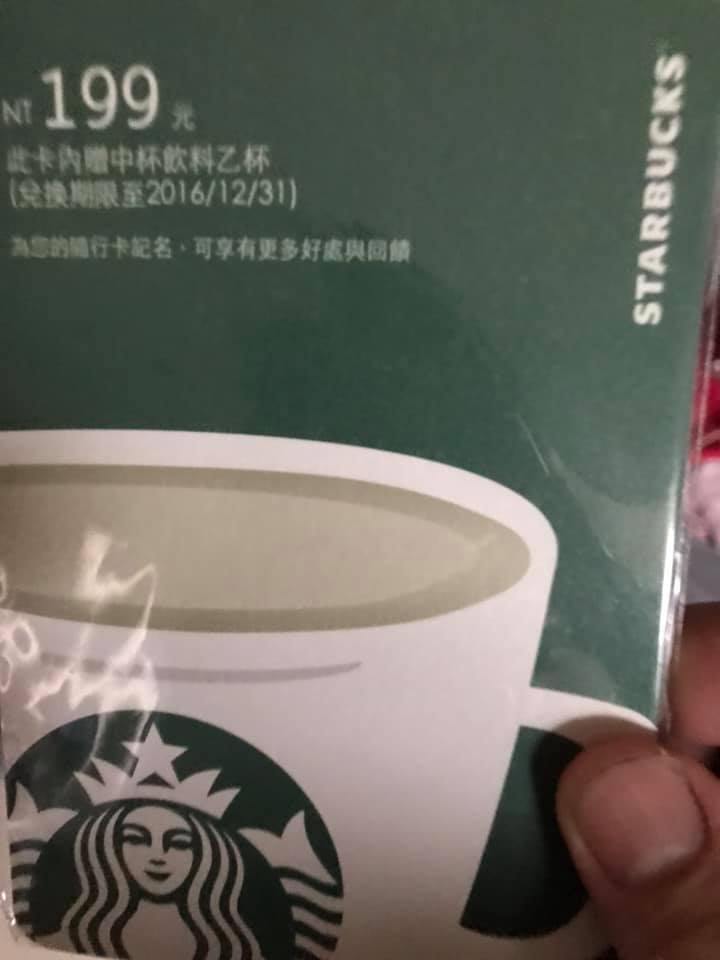 NT 199 元
此卡內贈中杯飲料乙杯
(兌換期限至2016/12/31)
為您的隨行卡記名，可享有更多好處與回饋
STARBUCKS